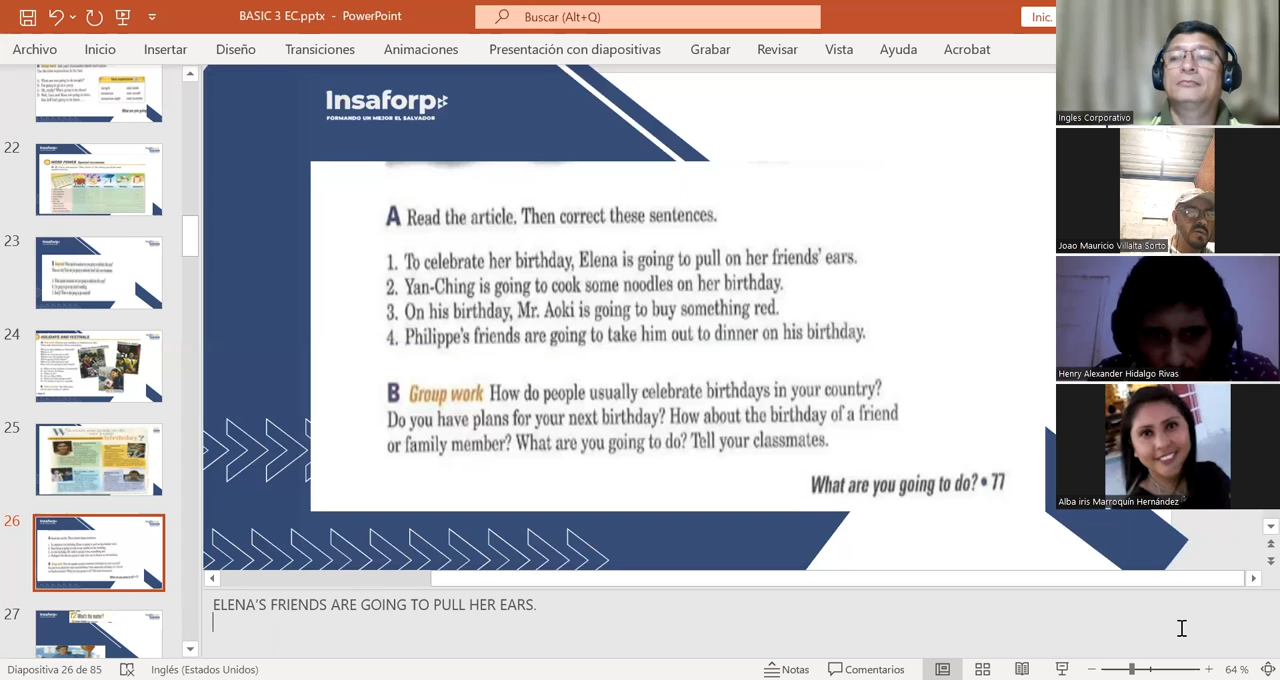 BASIC 3 EC.pptx - PowerPoint
Buscar (Alt+Q)
Inic.
Archivo Inicio Insertar Diseño Transiciones Animaciones Presentación con diapositivas Grabar Revisar Vista Ayuda Acrobat
22
23
24
25
26
27
Insaforp
FORMANDO UN MEJOR EL SALVADOR
A Read the article. Then correct these sentences.
1. To celebrate her birthday, Elena is going to pull on her friends' ears.
2. Yan-Ching is going to cook some noodles on her birthday.
3. On his birthday, Mr. Aoki is going to buy something red.
4. Philippe's friends are going to take him out to dinner on his birthday.
B Group work How do people usually celebrate birthdays in your country?
Do you have plans for your next birthday? How about the birthday of a friend
or family member? What are you going to do? Tell your classmates.
What are you going to do? • 77
Ingles Corporativo
Joao Mauricio Villalta Sorto
Henry Alexander Hidalgo Rivas
Alba iris Marroquín Hernández
ELENA'S FRIENDS ARE GOING TO PULL HER EARS.
Diapositiva 26 de 85 Inglés (Estados Unidos) Notas Comentarios 64 %